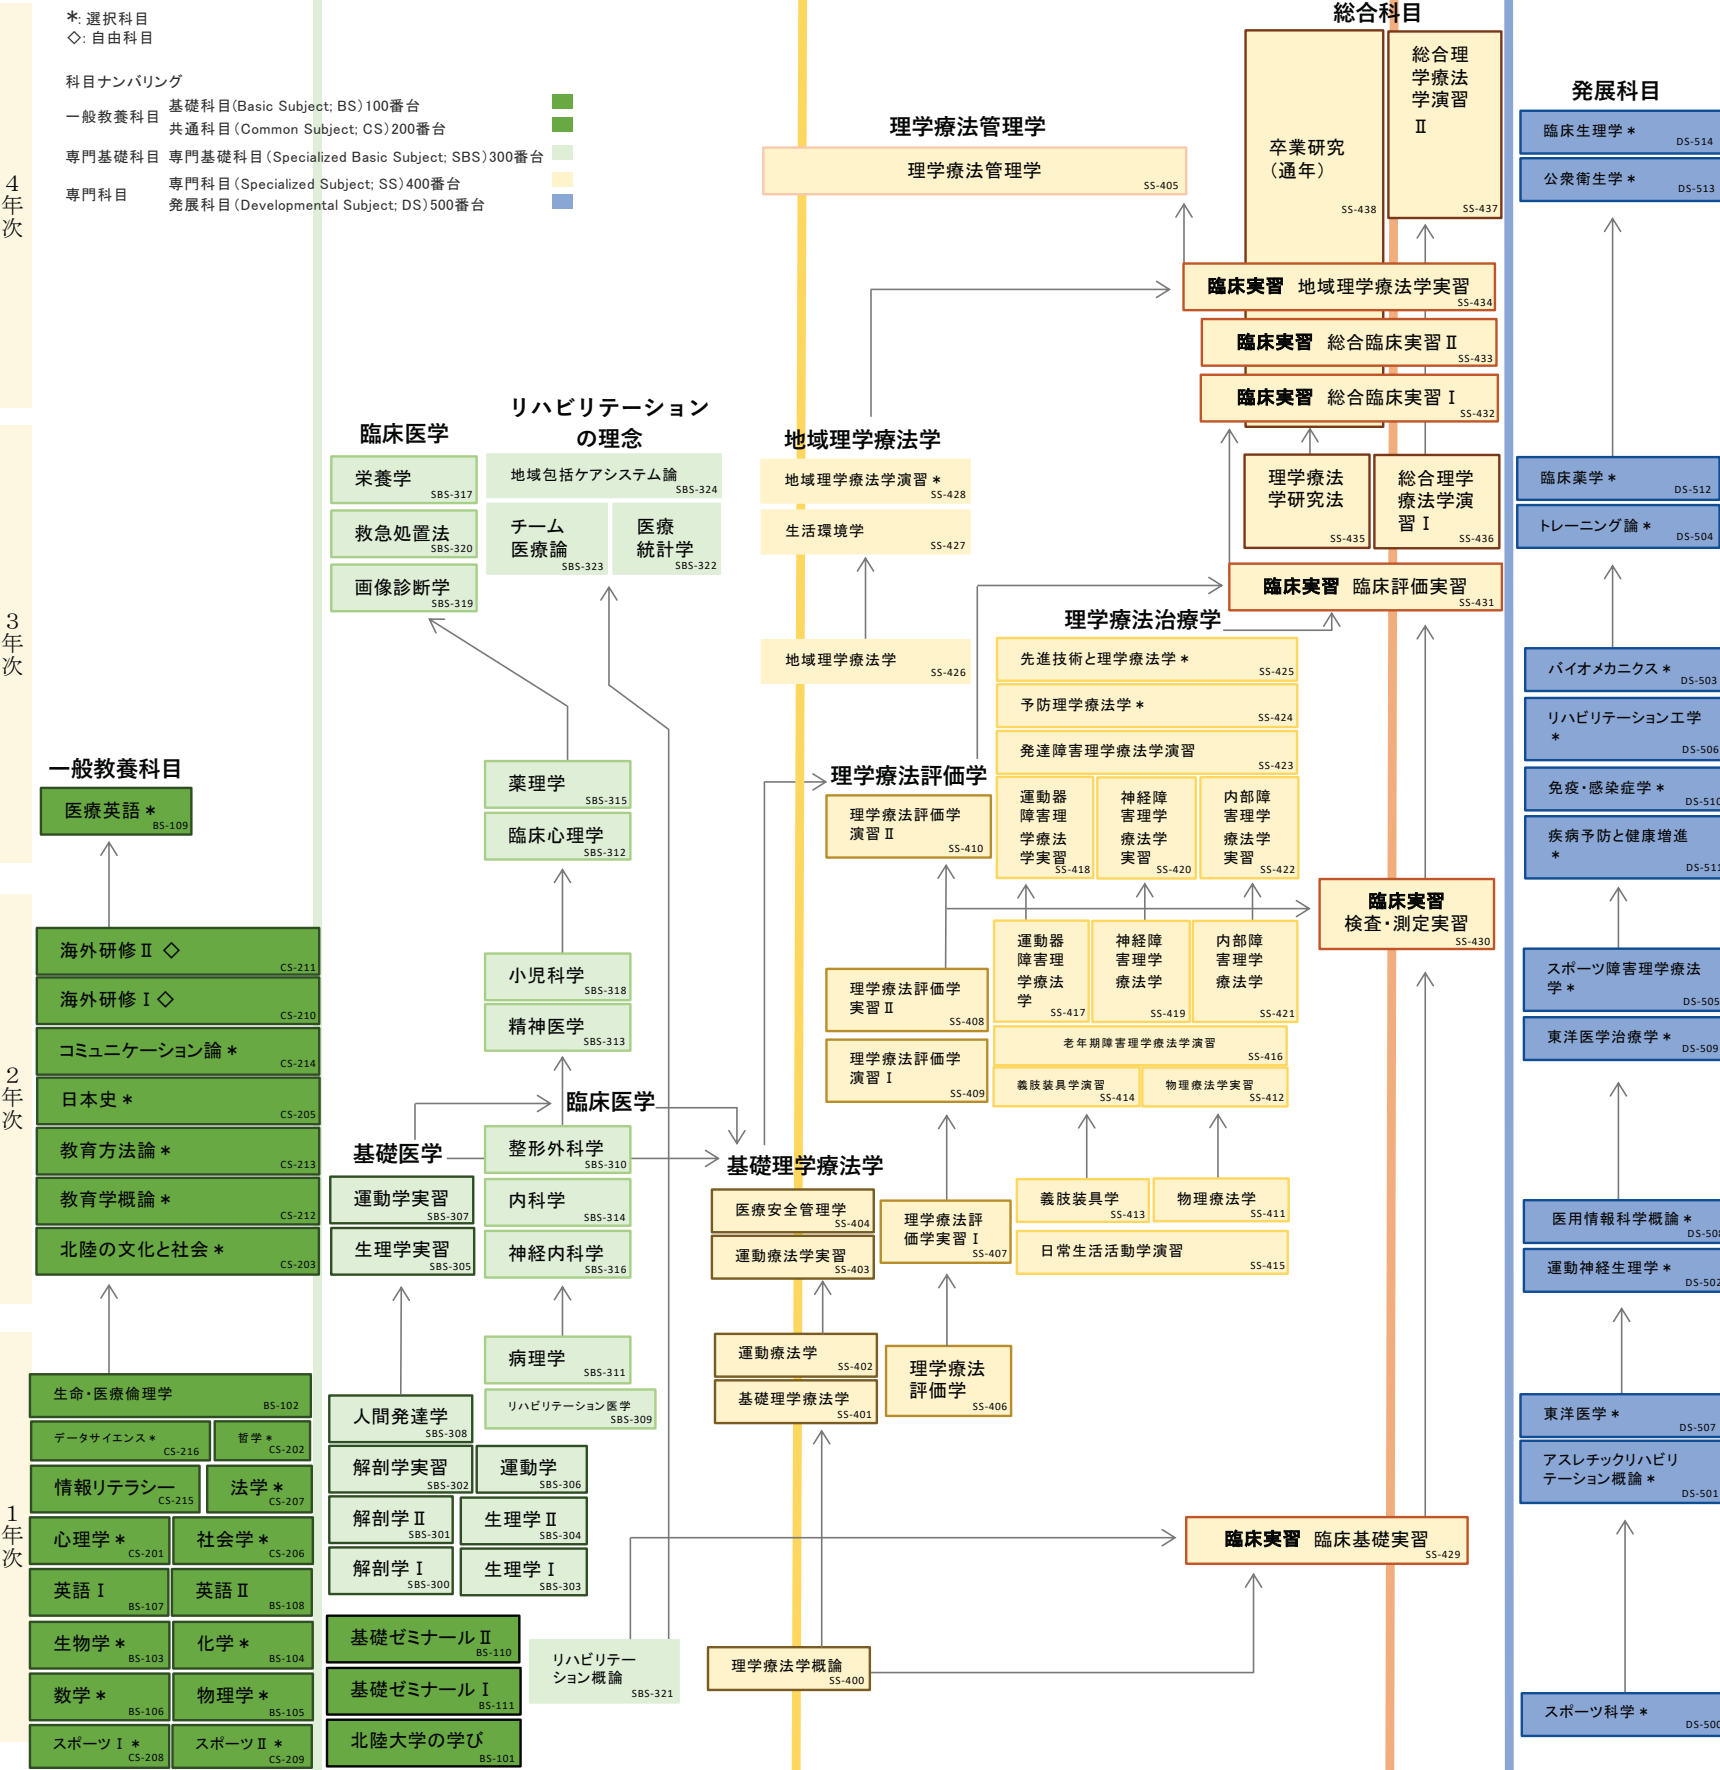 *: 選択科目
◇: 自由科目
科目ナンバリング
一般教養科目
基礎科目(Basic Subject; BS)100番台
共通科目(Common Subject; CS)200番台
専門基礎科目 専門基礎科目(Specialized Basic Subject; SBS)300番台
専門科目
専門科目(Specialized Subject; SS)400番台
発展科目(Developmental Subject; DS)500番台
4年次
3年次
2年次
1年次
一般教養科目
医療英語*
BS-109
海外研修Ⅱ ◇
CS-211
海外研修Ⅰ◇
CS-210
コミュニケーション論*
CS-214
日本史*
CS-205
教育方法論*
CS-213
教育学概論*
CS-212
北陸の文化と社会*
CS-203
生命・医療倫理学
BS-102
データサイエンス*
CS-216
哲学*
CS-202
情報リテラシー
CS-215
法学*
CS-207
心理学*
CS-201
社会学*
CS-206
英語Ⅰ
BS-107
英語Ⅱ
BS-108
生物学*
BS-103
化学*
BS-104
数学*
BS-106
物理学*
BS-105
スポーツⅠ*
CS-208
スポーツⅡ*
CS-209
臨床医学
栄養学
SBS-317
救急処置法
SBS-320
画像診断学
SBS-319
リハビリテーション
の理念
地域包括ケアシステム論
SBS-324
チーム
医療論
SBS-323
医療
統計学
SBS-322
薬理学
SBS-315
臨床心理学
SBS-312
小児科学
SBS-318
精神医学
SBS-313
臨床医学
整形外科学
SBS-310
内科学
SBS-314
神経内科学
SBS-316
病理学
SBS-311
リハビリテーション医学
SBS-309
基礎医学
運動学実習
SBS-307
生理学実習
SBS-305
人間発達学
SBS-308
解剖学実習
SBS-302
運動学
SBS-306
解剖学Ⅱ
SBS-301
生理学Ⅱ
SBS-304
解剖学Ⅰ
SBS-300
生理学Ⅰ
SBS-303
基礎ゼミナールⅡ
BS-110
基礎ゼミナールⅠ
BS-111
北陸大学の学び
BS-101
リハビリテー
ション概論
SBS-321
理学療法管理学
理学療法管理学
SS-405
地域理学療法学
地域理学療法学演習*
SS-428
生活環境学
SS-427
地域理学療法学
SS-426
理学療法評価学
理学療法評価学
演習Ⅱ
SS-410
理学療法評価学
実習Ⅱ
SS-408
理学療法評価学
演習Ⅰ
SS-409
理学療法評
価学実習Ⅰ
SS-407
理学療法
評価学
SS-406
基礎理学療法学
医療安全管理学
SS-404
運動療法学実習
SS-403
運動療法学
SS-402
基礎理学療法学
SS-401
理学療法学概論
SS-400
理学療法治療学
先進技術と理学療法学*
SS-425
予防理学療法学*
SS-424
発達障害理学療法学演習
SS-423
運動器
障害理
学療法
学実習
SS-418
神経障
害理学
療法学
実習
SS-420
内部障
害理学
療法学
実習
SS-422
運動器
障害理
学療法
学
SS-417
神経障
害理学
療法学
SS-419
内部障
害理学
療法学
SS-421
老年期障害理学療法学演習
SS-416
義肢装具学演習
SS-414
物理療法学実習
SS-412
義肢装具学
SS-413
物理療法学
SS-411
日常生活活動学演習
SS-415
総合科目
卒業研究
(通年)
SS-438
総合理
学療法
学演習
Ⅱ
SS-437
臨床実習 地域理学療法学実習
SS-434
臨床実習 総合臨床実習Ⅱ
SS-433
臨床実習 総合臨床実習Ⅰ
SS-432
理学療法
学研究法
SS-435
総合理学
療法学演
習Ⅰ
SS-436
臨床実習 臨床評価実習
SS-431
臨床実習
検査・測定実習
SS-430
臨床実習 臨床基礎実習
SS-429
発展科目
臨床生理学*
DS-514
公衆衛生学*
DS-513
臨床薬学*
DS-512
トレーニング論*
DS-504
バイオメカニクス*
DS-503
リハビリテーション工学
*
DS-506
免疫・感染症学*
DS-510
疾病予防と健康増進
*
DS-511
スポーツ障害理学療法
学*
DS-505
東洋医学治療学*
DS-509
医用情報科学概論*
DS-508
運動神経生理学*
DS-502
東洋医学*
DS-507
アスレチックリハビリ
テーション概論*
DS-501
スポーツ科学*
DS-500